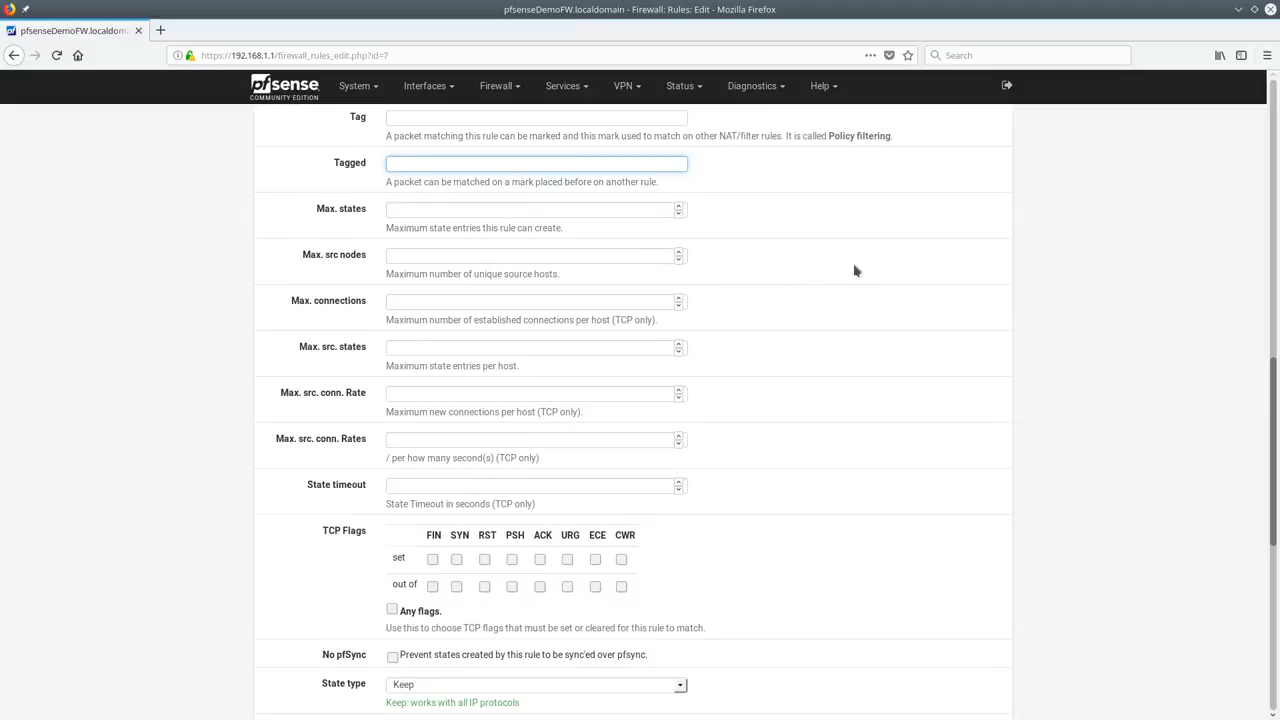 pfsenseDemoFW.localdomain - Firewall: Rules: Edit - Mozilla Firefox
pfsenseDemoFW.localdom
https://192.168.1.1/firewall_rules_edit.php?id=7
Search
pfsense
COMMUNITY EDITION
System
Interfaces
Firewall
Services
VPN
Status
Diagnostics
Help
Tag
A packet matching this rule can be marked and this mark used to match on other NAT/filter rules. It is called Policy filtering.
Tagged
A packet can be matched on a mark placed before on another rule.
Max. states
Maximum state entries this rule can create.
Max. src nodes
Maximum number of unique source hosts.
Max. connections
Maximum number of established connections per host (TCP only).
Max. src. states
Maximum state entries per host.
Max. src. conn. Rate
Maximum new connections per host (TCP only).
Max. src. conn. Rates
/ per how many second(s) (TCP only)
State timeout
State Timeout in seconds (TCP only)
TCP Flags
FIN SYN RST PSH ACK URG ECE CWR
set
out of
Any flags.
Use this to choose TCP flags that must be set or cleared for this rule to match.
No pfSync
Prevent states created by this rule to be sync'ed over pfsync.
State type
Keep
Keep: works with all IP protocols